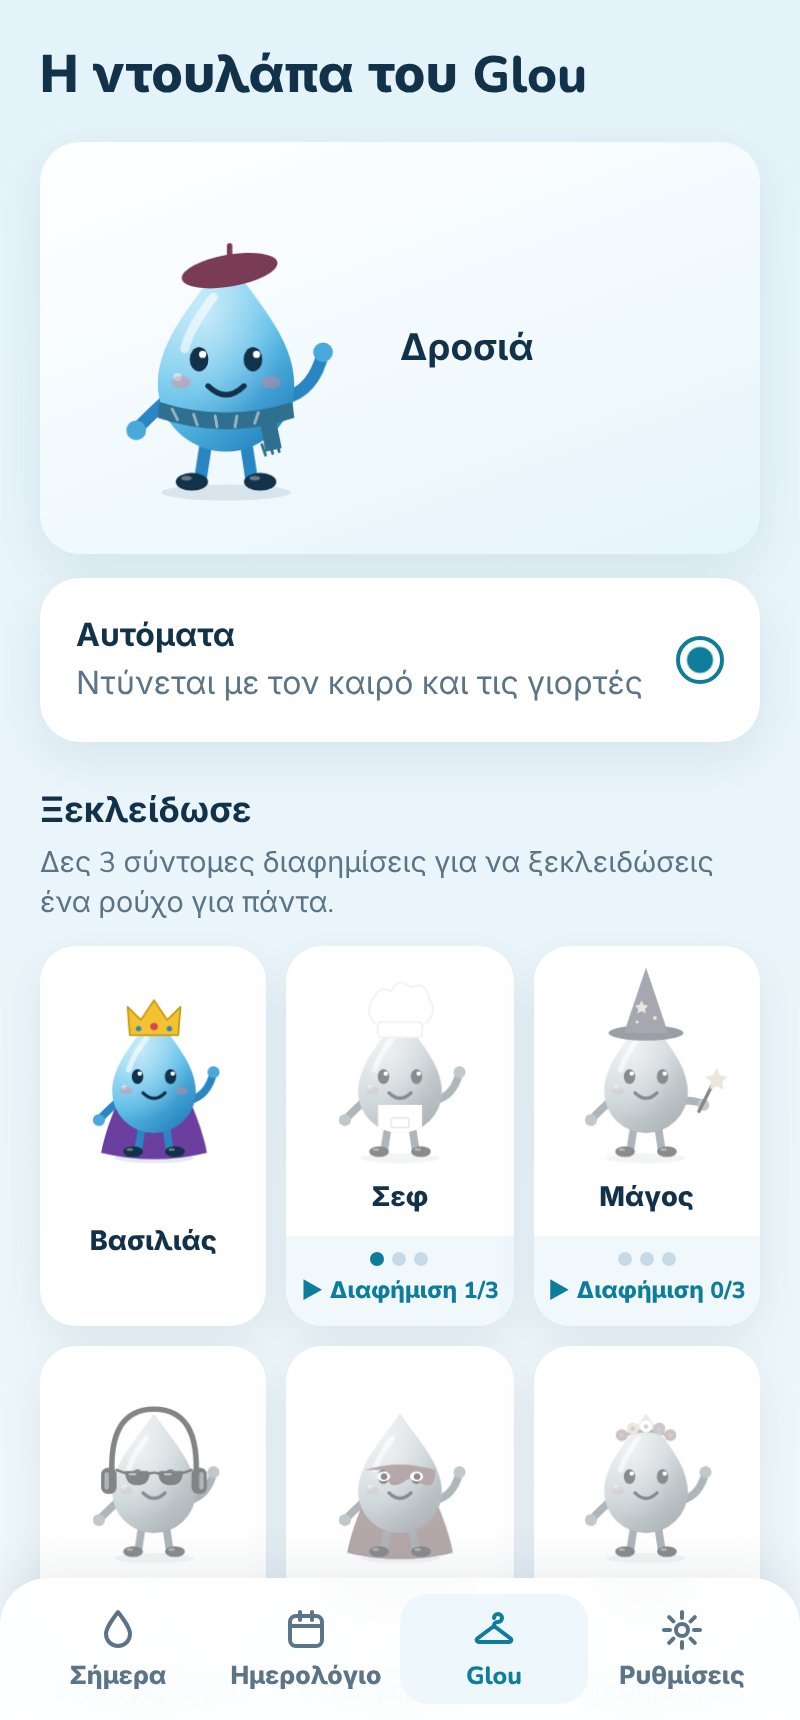 Η ντουλάπα του Glou
Δροσιά
Αυτόματα
Ντύνεται με τον καιρό και τις γιορτές
Ξεκλείδωσε
Δες 3 σύντομες διαφημίσεις για να ξεκλειδώσεις
ένα ρούχο για πάντα.
Βασιλιάς
Σεφ
Μάγος
▶ Διαφήμιση 1/3
▶ Διαφήμιση 0/3
Σήμερα
Ημερολόγιο
Glou
Ρυθμίσεις